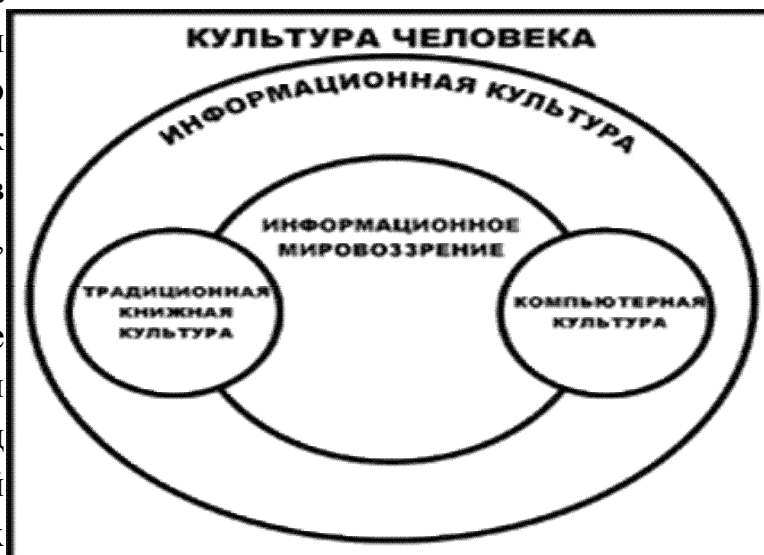 КУЛЬТУРА ЧЕЛОВЕКА
ИНФОРМАЦИОННАЯ КУЛЬТУРА
ИНФОРМАЦИОННОЕ
МИРОВОЗЗРЕНИЕ
ТРАДИЦИОННАЯ
КНИЖНАЯ
КУЛЬТУРА
КОМПЬЮТЕРНАЯ
КУЛЬТУРА